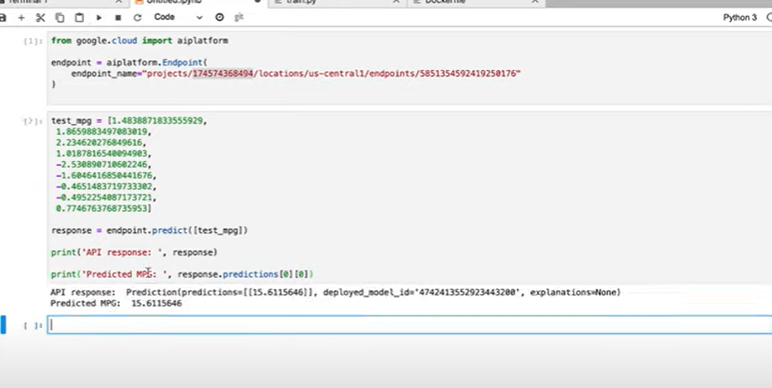 Terminal 1
Untitled.ipynb
train.py
Dockerfile
Code
git
Python 3
[1]:
from google.cloud import aiplatform
endpoint = aiplatform.Endpoint(
endpoint_name="projects/174574368494/locations/us-central1/endpoints/5851354592419250176"
)
[2]:
test_mpg = [1.4838871833555929,
1.8659883497083019,
2.234620276849616,
1.0187816540094903,
-2.530890710602246,
-1.6046416850441676,
-0.4651483719733302,
-0.4952254087173721,
0.7746763768735953]
response = endpoint.predict([test_mpg])
print('API response: ', response)
print('Predicted MPG: ', response.predictions[0][0])
API response:  Prediction(predictions=[[15.6115646]], deployed_model_id='4742413552923443200', explanations=None)
Predicted MPG:  15.6115646
[ ]: